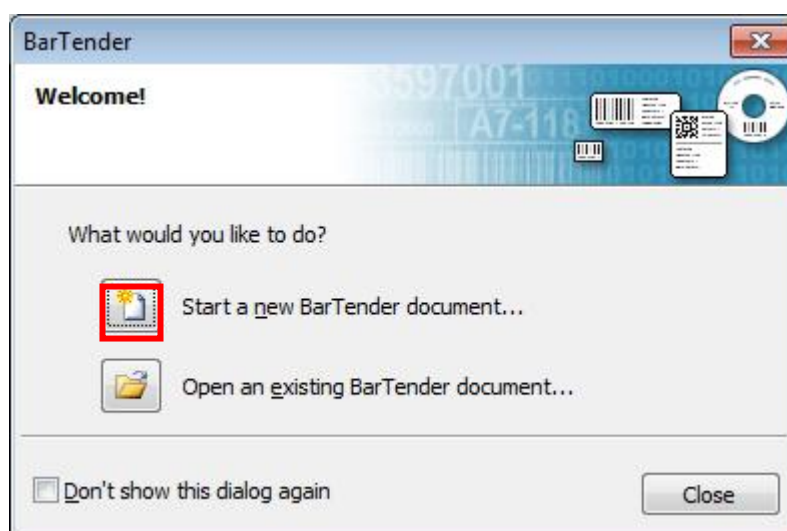 BarTender
Welcome!
3597001
A7-118
What would you like to do?
Start a new BarTender document...
Open an existing BarTender document...
Don't show this dialog again
Close